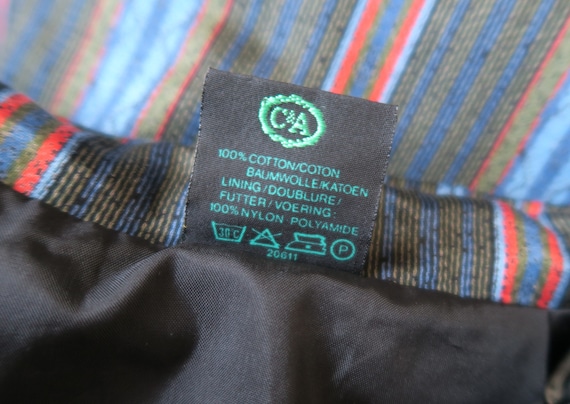 C&A
100% COTTON/COTON
BAUMWOLLE/KATOEN
LINING/DOUBLURE/
FUTTER/VOERING:
100% NYLON POLYAMIDE
30°C P
20611